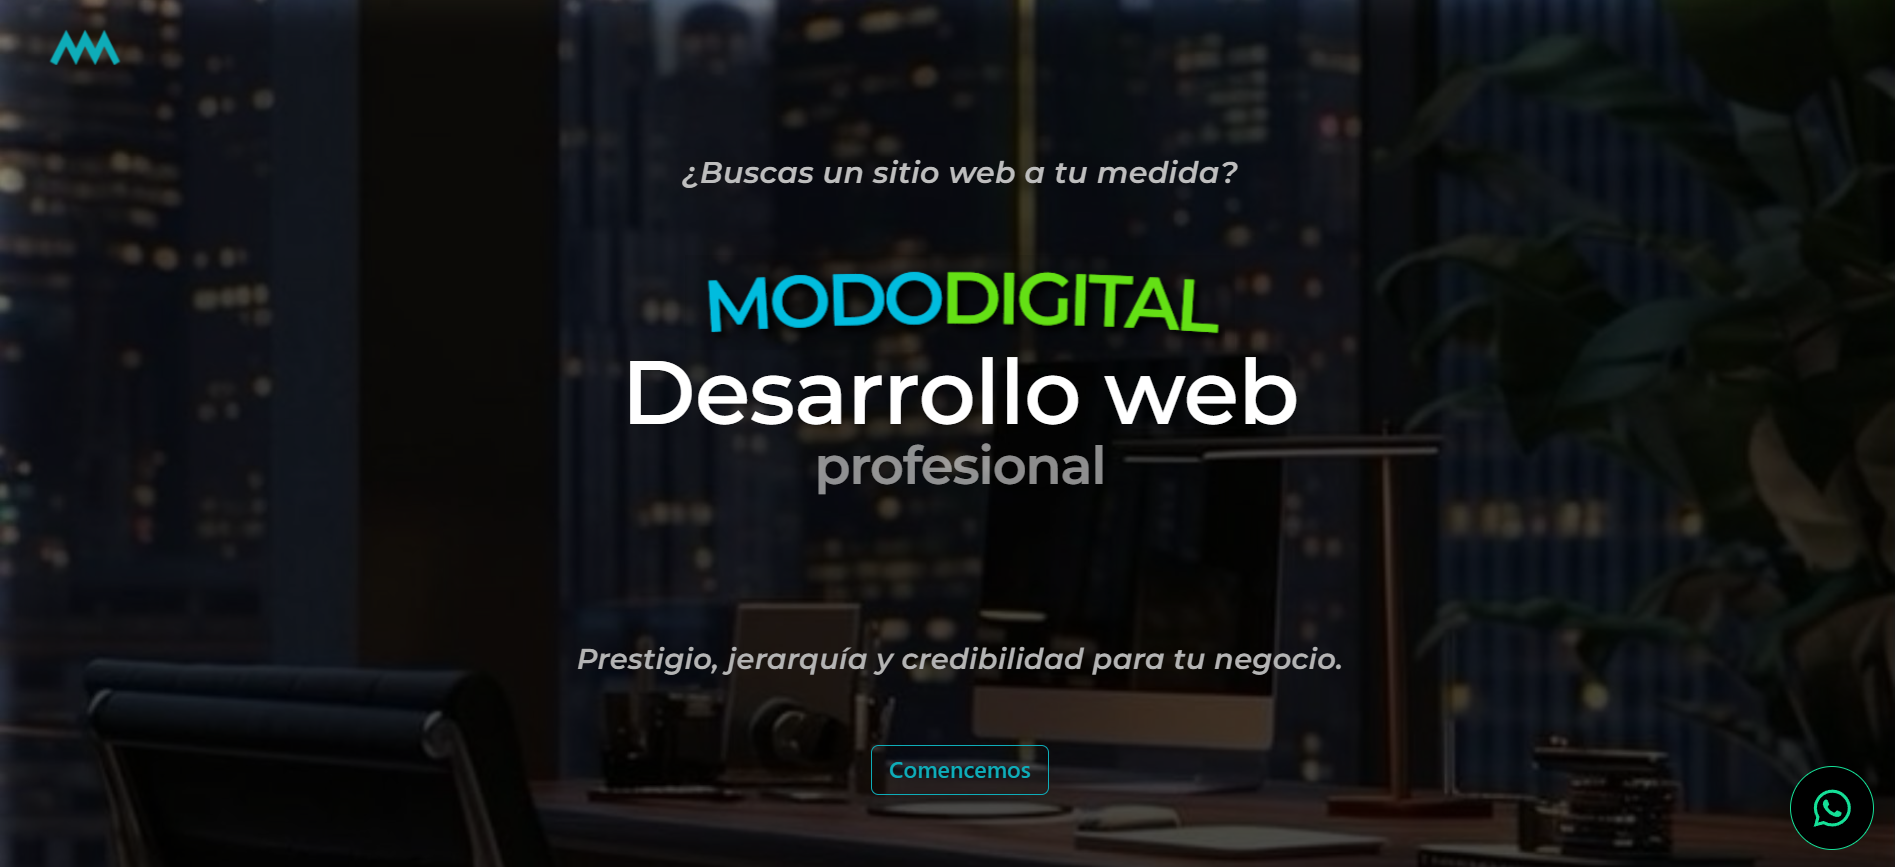 ¿Buscas un sitio web a tu medida?
MODODIGITAL
Desarrollo web
profesional
Prestigio, jerarquía y credibilidad para tu negocio.
Comencemos